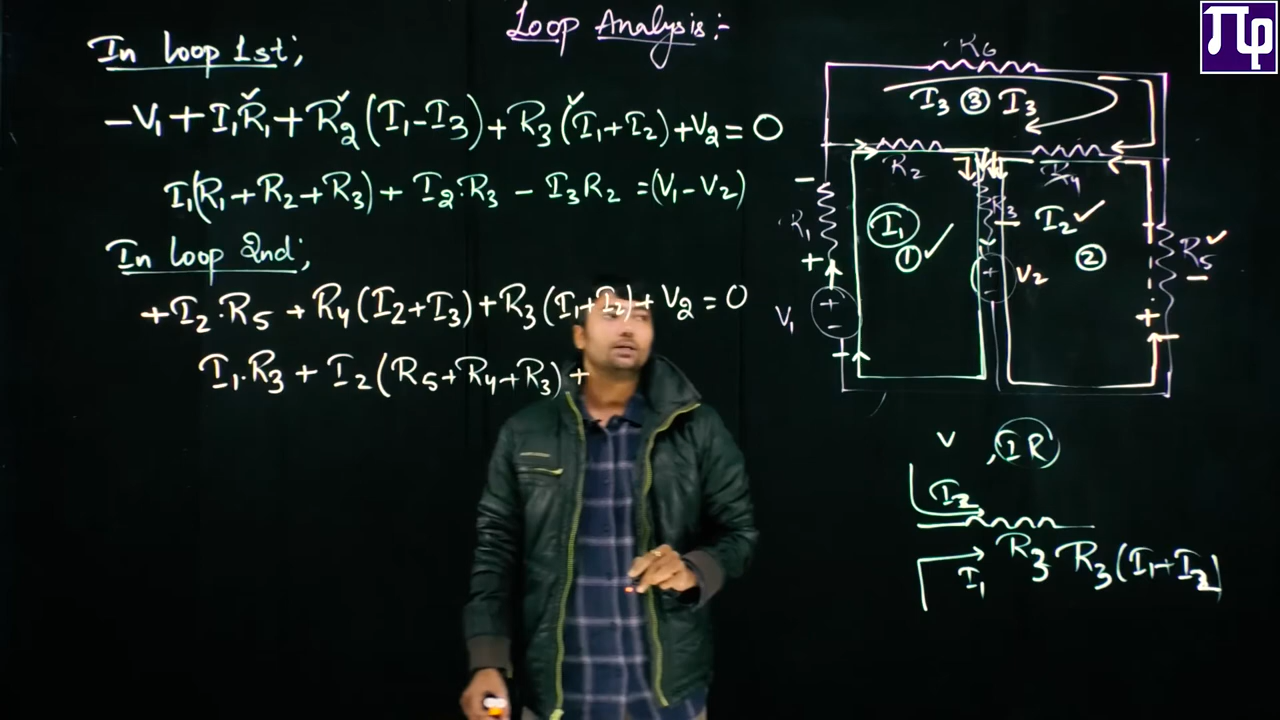 Loop Analysis:-
πφ
In loop 1st;
-V₁ + I₁R₁ + R₂(I₁-I₃) + R₃(I₁+I₂) + V₂ = 0
I₁(R₁+R₂+R₃) + I₂·R₃ - I₃R₂ = (V₁-V₂)
In loop 2nd;
+I₂·R₅ + R₄(I₂+I₃) + R₃(I₁+I₂) + V₂ = 0
I₁·R₃ + I₂(R₅+R₄+R₃) +
R₆
I₃ ③ I₃
R₂
R₄
R₁
I₁
①
R₃
I₂
②
R₅
V₁
+
-
V₂
+
-
V , IR
I₂
I₁
R₃
R₃(I₁+I₂)